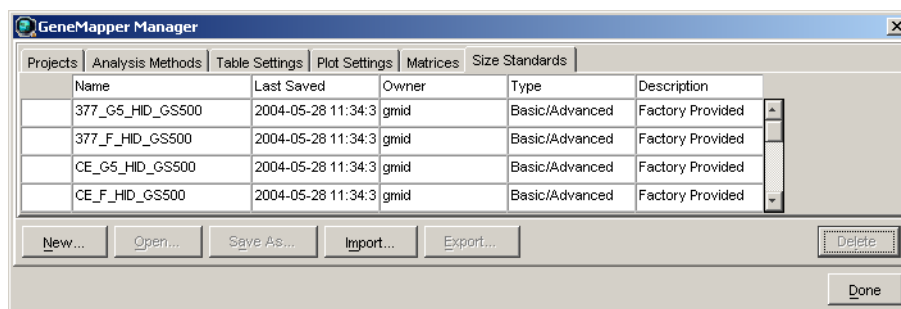 GeneMapper Manager
Projects Analysis Methods Table Settings Plot Settings Matrices Size Standards
Name Last Saved Owner Type Description
377_G5_HID_GS500 2004-05-28 11:34:3 gmid Basic/Advanced Factory Provided
377_F_HID_GS500 2004-05-28 11:34:3 gmid Basic/Advanced Factory Provided
CE_G5_HID_GS500 2004-05-28 11:34:3 gmid Basic/Advanced Factory Provided
CE_F_HID_GS500 2004-05-28 11:34:3 gmid Basic/Advanced Factory Provided
New... Open... Save As... Import... Export... Delete
Done